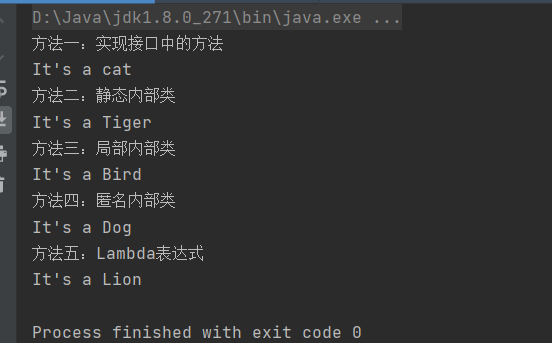 D:\Java\jdk1.8.0_271\bin\java.exe ...
方法一：实现接口中的方法
It's a cat
方法二：静态内部类
It's a Tiger
方法三：局部内部类
It's a Bird
方法四：匿名内部类
It's a Dog
方法五：Lambda表达式
It's a Lion
Process finished with exit code 0